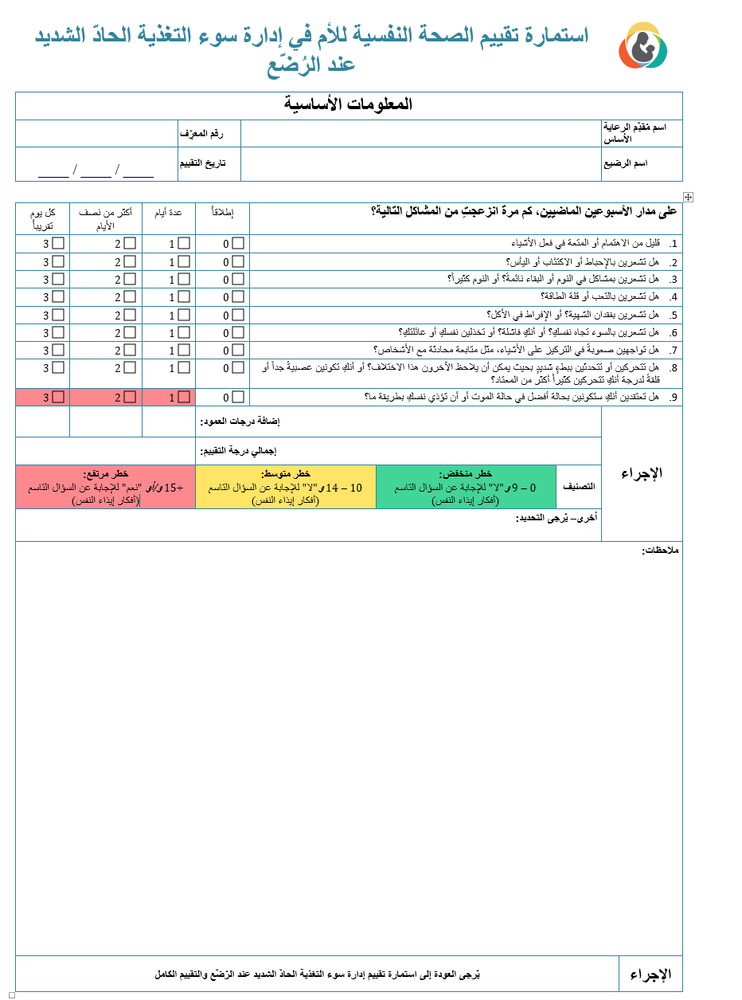 استمارة تقييم الصحة النفسية للأم في إدارة سوء التغذية الحادّ الشديد
عند الرُضّع
المعلومات الأساسية
اسم مُقدِّم الرعاية
الأساس
رقم المعرِّف
اسم الرضيع
تاريخ التقييم
_____ / _____ / _____
على مدار الأسبوعين الماضيين، كم مرة انزعجتِ من المشاكل التالية؟
إطلاقاً
عدة أيام
أكثر من نصف
الأيام
كل يوم
تقريباً
1. قليل من الاهتمام أو المتعة في فعل الأشياء 0 1 2 3
2. هل تشعرين بالإحباط أو الاكتئاب أو اليأس؟ 0 1 2 3
3. هل تشعرين بمشاكل في النوم أو البقاء نائمةً؟ أو النوم كثيراً؟ 0 1 2 3
4. هل تشعرين بالتعب أو قلة الطاقة؟ 0 1 2 3
5. هل تشعرين بفقدان الشهية؟ أو الإفراط في الأكل؟ 0 1 2 3
6. هل تشعرين بالسوء تجاه نفسكِ؟ أو أنكِ فاشلة؟ أو تخذلين نفسكِ أو عائلتكِ؟ 0 1 2 3
7. هل تواجهين صعوبةً في التركيز على الأشياء، مثل متابعة محادثة مع الأشخاص؟ 0 1 2 3
8. هل تتحركين أو تتحدثين ببطءٍ شديدٍ بحيث يمكن أن يلاحظ الآخرون هذا الاختلاف؟ أو أنكِ تكونين عصبيةً جداً أو 0 1 2 3
قلقةً لدرجة أنكِ تتحركين كثيراً أكثر من المعتاد؟
9. هل تعتقدين أنكِ ستكونين بحالة أفضل في حالة الموت أو أن تؤذي نفسكِ بطريقة ما؟ 0 1 2 3
الإجراء
إضافة درجات العمود:
إجمالي درجة التقييم:
التصنيف
خطر منخفض:
0 – 9 و"لا" للإجابة عن السؤال التاسع
(أفكار إيذاء النفس)
خطر متوسط:
10 – 14 و"لا" للإجابة عن السؤال التاسع
(أفكار إيذاء النفس)
خطر مرتفع:
+15 و/أو "نعم" للإجابة عن السؤال التاسع
(أفكار إيذاء النفس)
أخرى– يُرجى التحديد:
ملاحظات:
الإجراء
يُرجى العودة إلى استمارة تقييم إدارة سوء التغذية الحادّ الشديد عند الرُضّع والتقييم الكامل